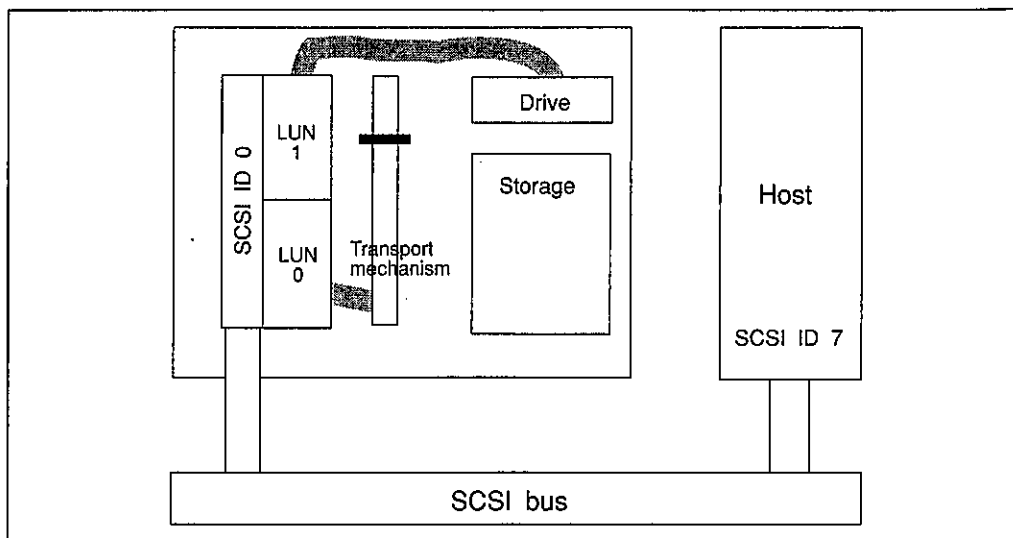 SCSI ID 0
LUN
1
LUN
0
Transport
mechanism
Drive
Storage
Host
SCSI ID 7
SCSI bus